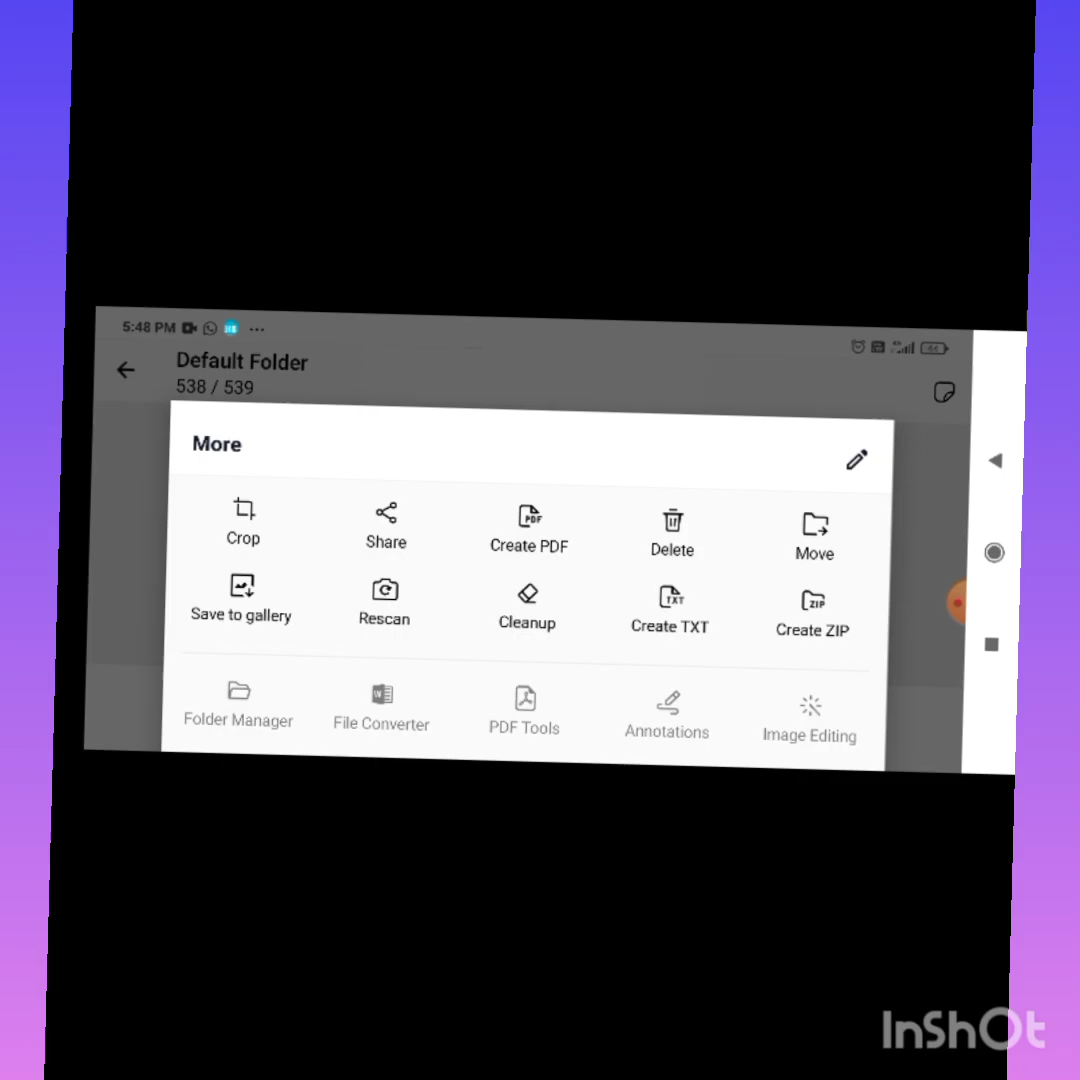 5:48 PM
Default Folder
538 / 539
More
Crop
Share
Create PDF
Delete
Move
Save to gallery
Rescan
Cleanup
Create TXT
Create ZIP
Folder Manager
File Converter
PDF Tools
Annotations
Image Editing
InShOt